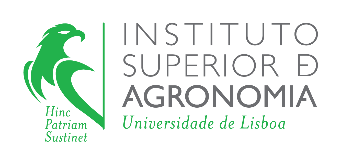 INSTITUTO
SUPERIOR Ð
AGRONOMIA
Universidade de Lisboa
Hinc
Patriam
Sustinet